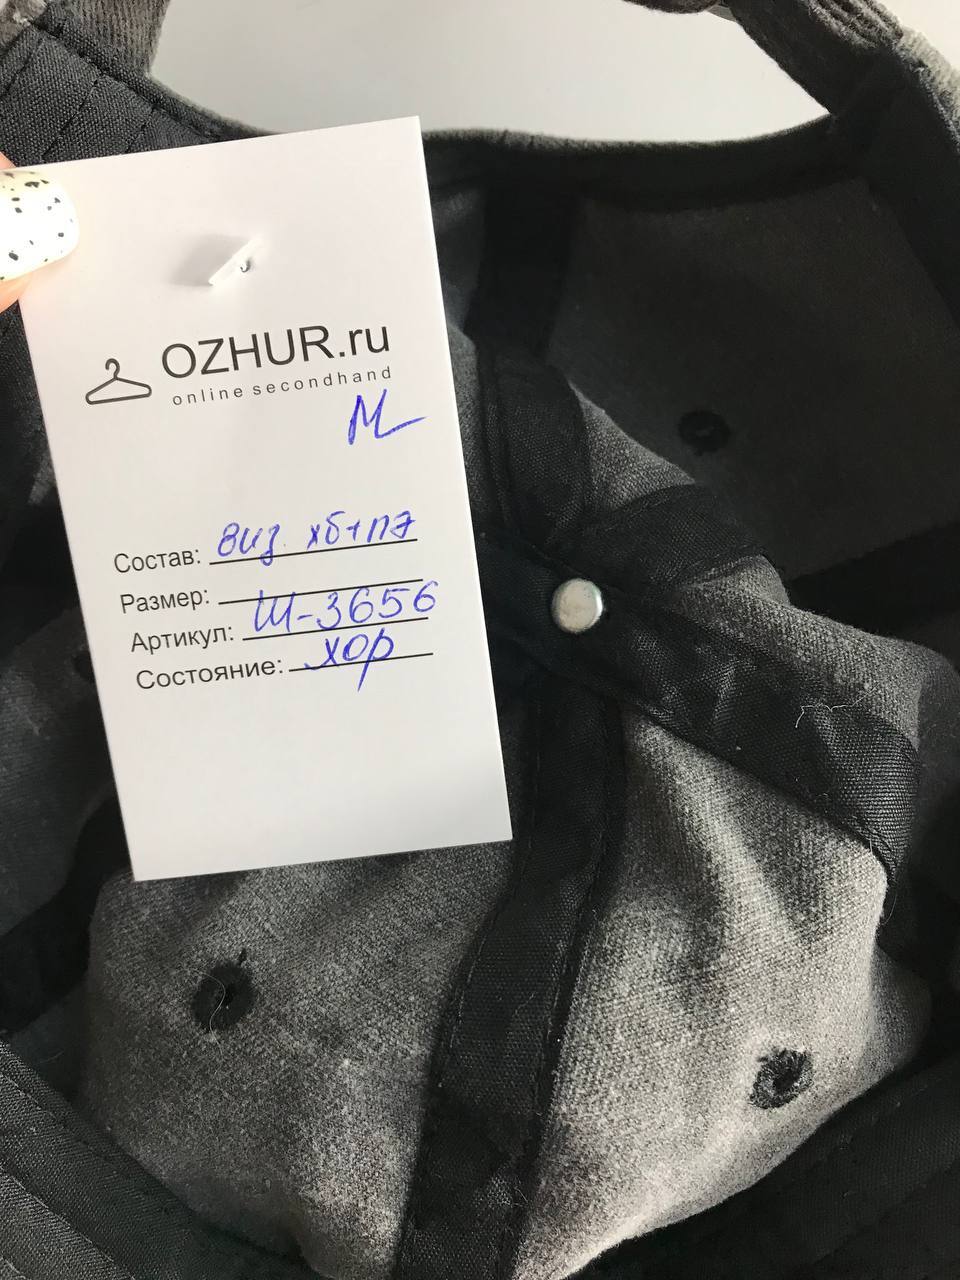 OZHUR.ru
online secondhand
М
Состав: виз. хб+пэ
Размер:
Артикул: Ш-3656
Состояние: хор